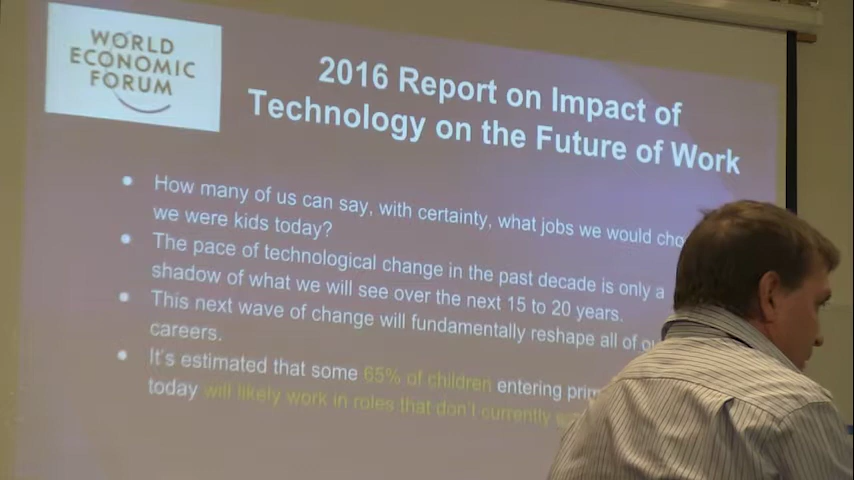 WORLD
ECONOMIC
FORUM
2016 Report on Impact of
Technology on the Future of Work
• How many of us can say, with certainty, what jobs we would
we were kids today?
• The pace of technological change in the past decade is only a
shadow of what we will see over the next 15 to 20 years.
• This next wave of change will fundamentally reshape all of
careers.
• It's estimated that some 65% of children entering
today will likely work in roles that don't currently